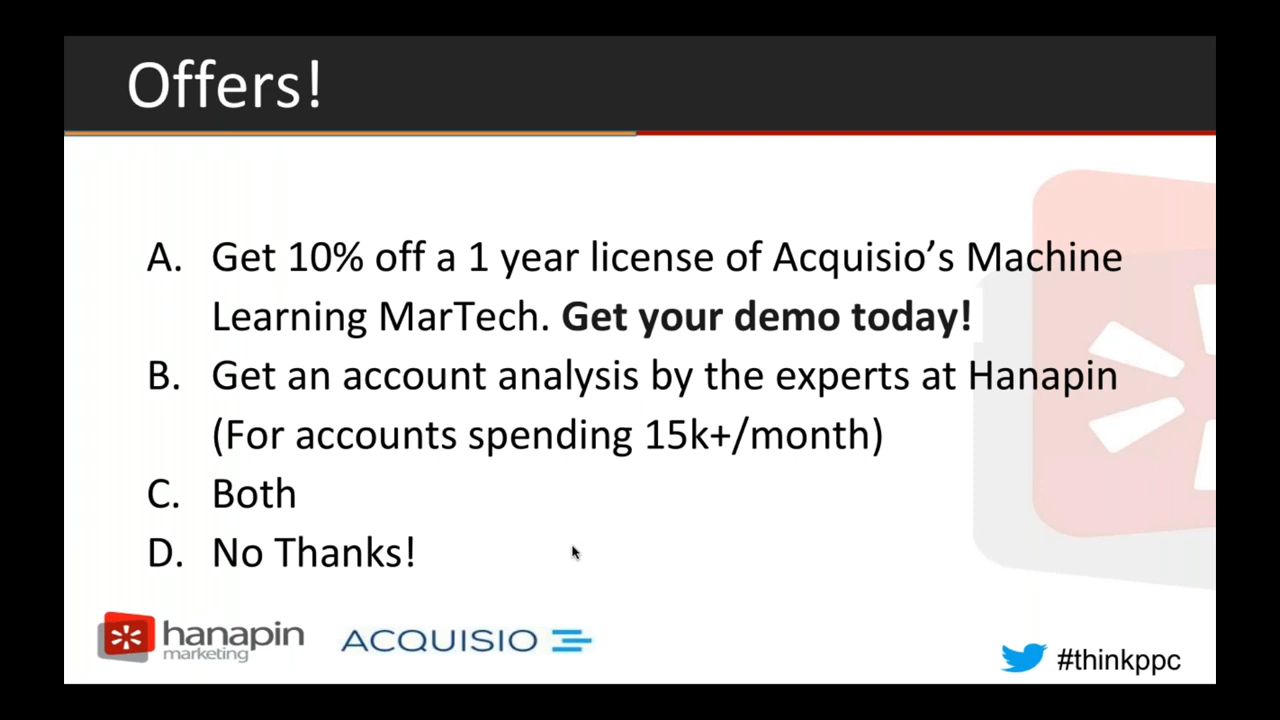 Offers!
A. Get 10% off a 1 year license of Acquisio’s Machine
Learning MarTech. Get your demo today!
B. Get an account analysis by the experts at Hanapin
(For accounts spending 15k+/month)
C. Both
D. No Thanks!
hanapin
marketing
ACQUISIO
#thinkppc